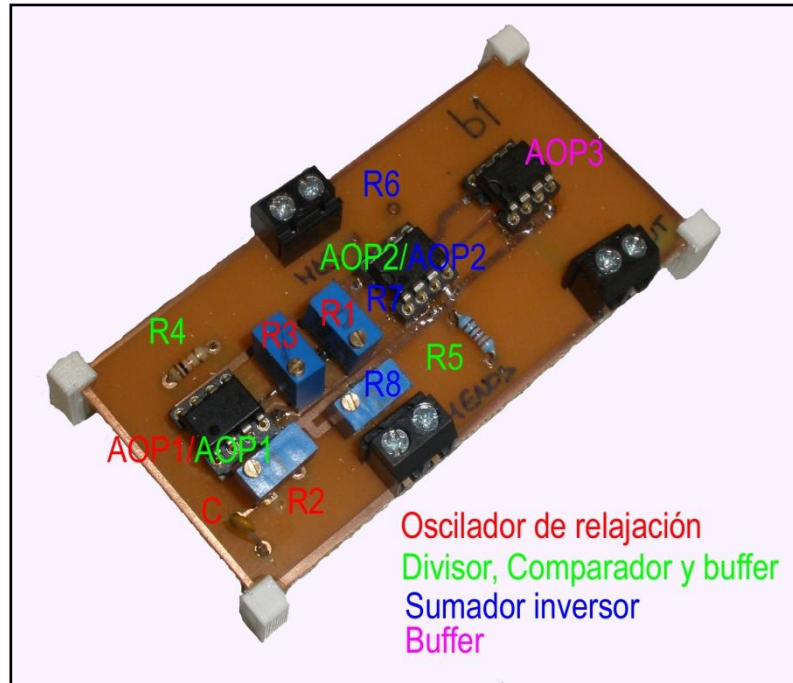 b1
AOP3
R6
AOP2/AOP2
R7
R1
R3
R4
R5
R8
AOP1/AOP1
R2
C
Oscilador de relajación
Divisor, Comparador y buffer
Sumador inversor
Buffer